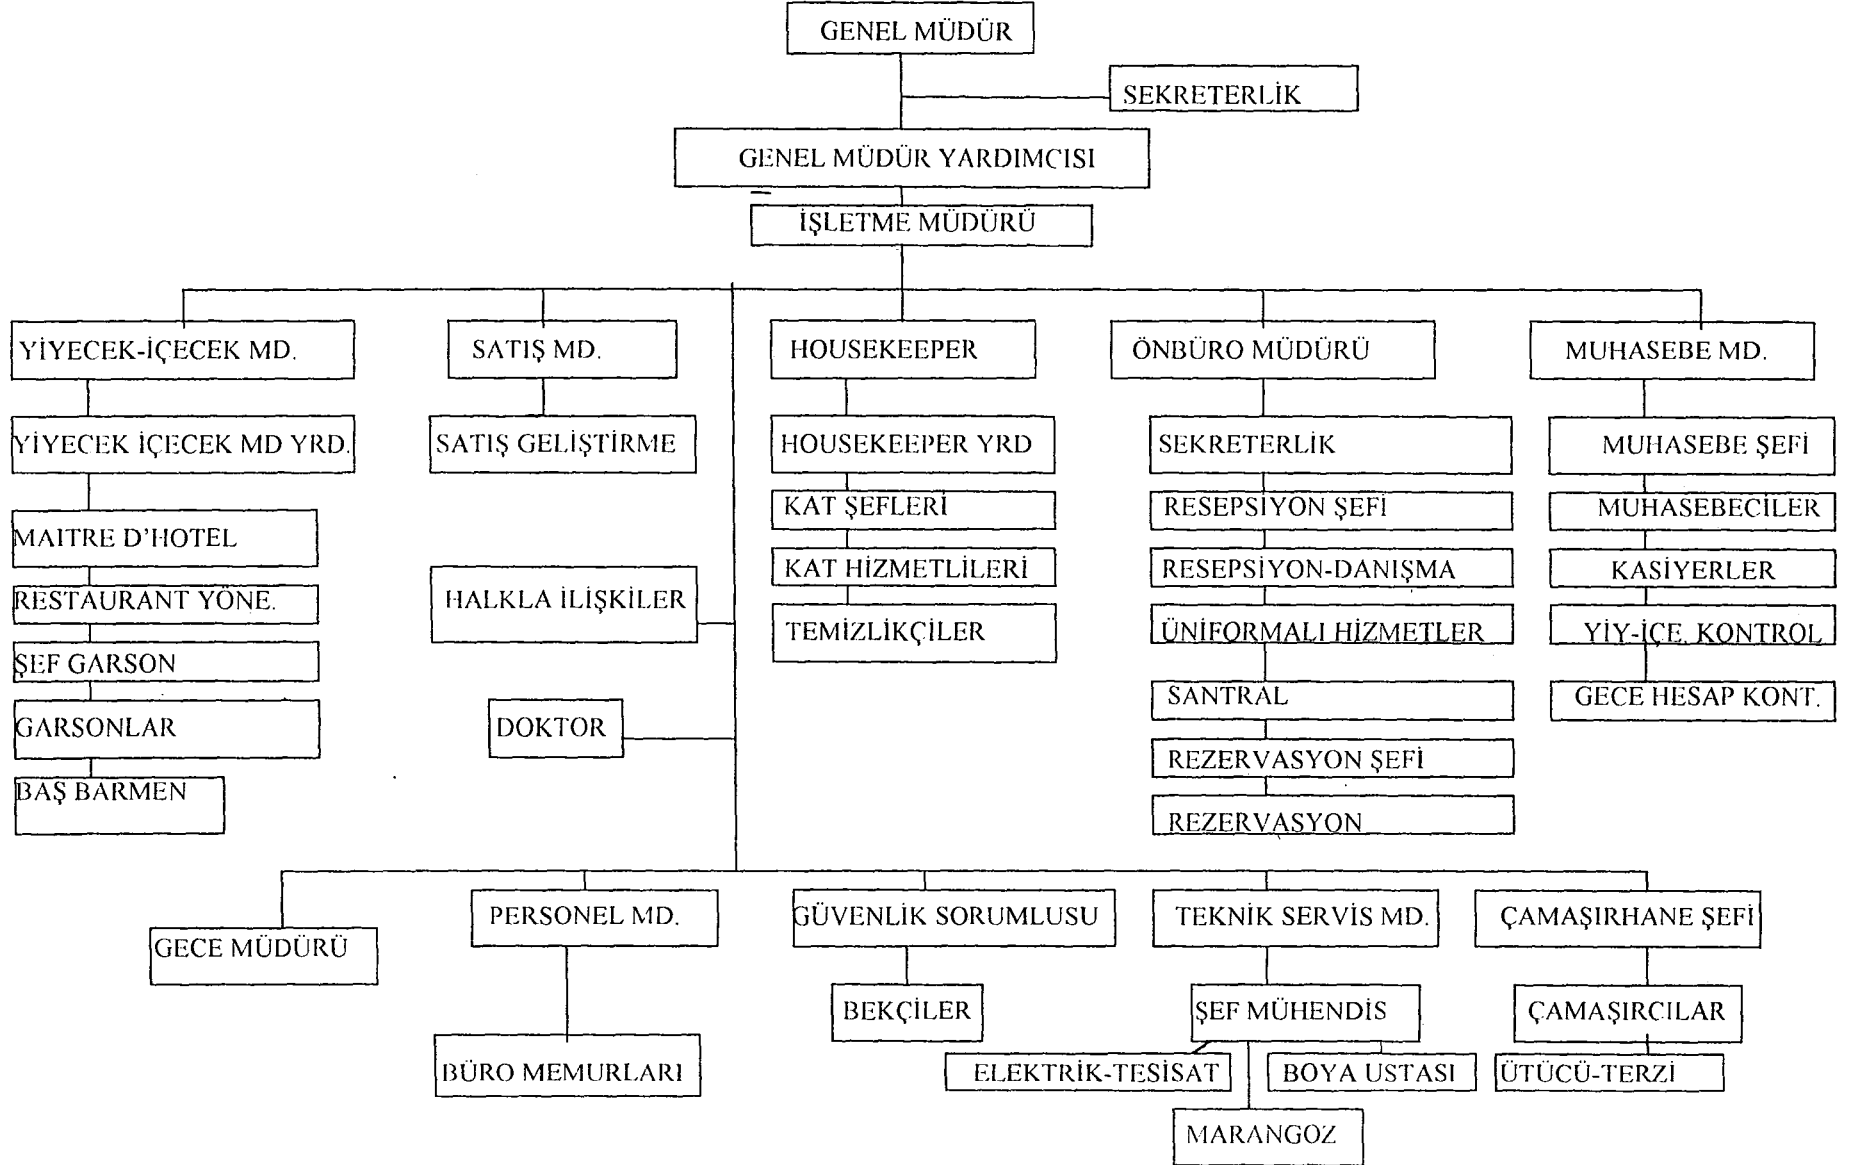 GENEL MÜDÜR
SEKRETERLİK
GENEL MÜDÜR YARDIMCISI
İŞLETME MÜDÜRÜ
YİYECEK-İÇECEK MD.
SATIŞ MD.
HOUSEKEEPER
ÖNBÜRO MÜDÜRÜ
MUHASEBE MD.
YİYECEK İÇECEK MD YRD.
SATIŞ GELİŞTİRME
HOUSEKEEPER YRD
SEKRETERLİK
MUHASEBE ŞEFİ
KAT ŞEFLERİ
RESEPSİYON ŞEFİ
MUHASEBECİLER
MAITRE D'HOTEL
KAT HİZMETLİLERİ
RESEPSİYON-DANIŞMA
KASİYERLER
RESTAURANT YÖNE.
HALKLA İLİŞKİLER
TEMİZLİKÇİLER
ÜNİFORMALI HİZMETLER
YİY-İÇE. KONTROL
ŞEF GARSON
SANTRAL
GECE HESAP KONT.
GARSONLAR
DOKTOR
REZERVASYON ŞEFİ
BAŞ BARMEN
REZERVASYON
GECE MÜDÜRÜ
PERSONEL MD.
GÜVENLİK SORUMLUSU
TEKNİK SERVİS MD.
ÇAMAŞIRHANE ŞEFİ
BEKÇİLER
ŞEF MÜHENDİS
ÇAMAŞIRCILAR
BÜRO MEMURLARI
ELEKTRİK-TESİSAT
BOYA USTASI
ÜTÜCÜ-TERZİ
MARANGOZ